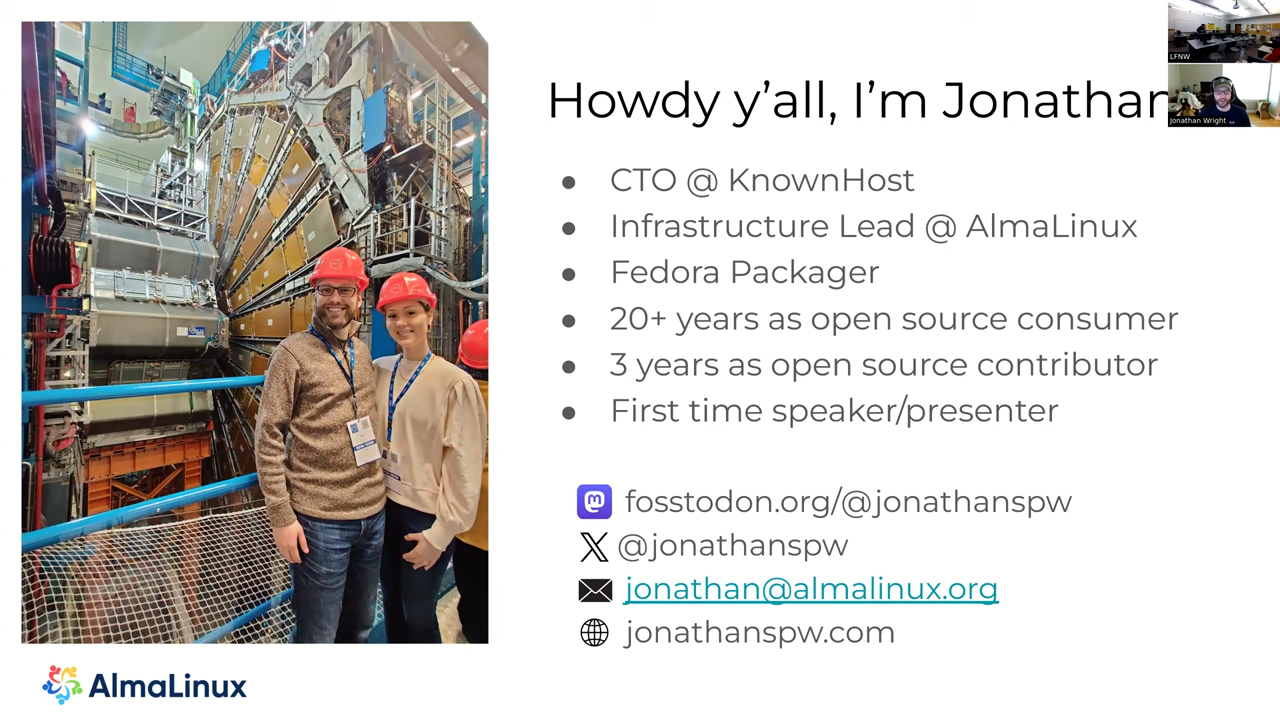 Howdy y’all, I’m Jonathan
● CTO @ KnownHost
● Infrastructure Lead @ AlmaLinux
● Fedora Packager
● 20+ years as open source consumer
● 3 years as open source contributor
● First time speaker/presenter
fosstodon.org/@jonathanspw
@jonathanspw
jonathan@almalinux.org
jonathanspw.com
AlmaLinux
LFNW
Jonathan Wright